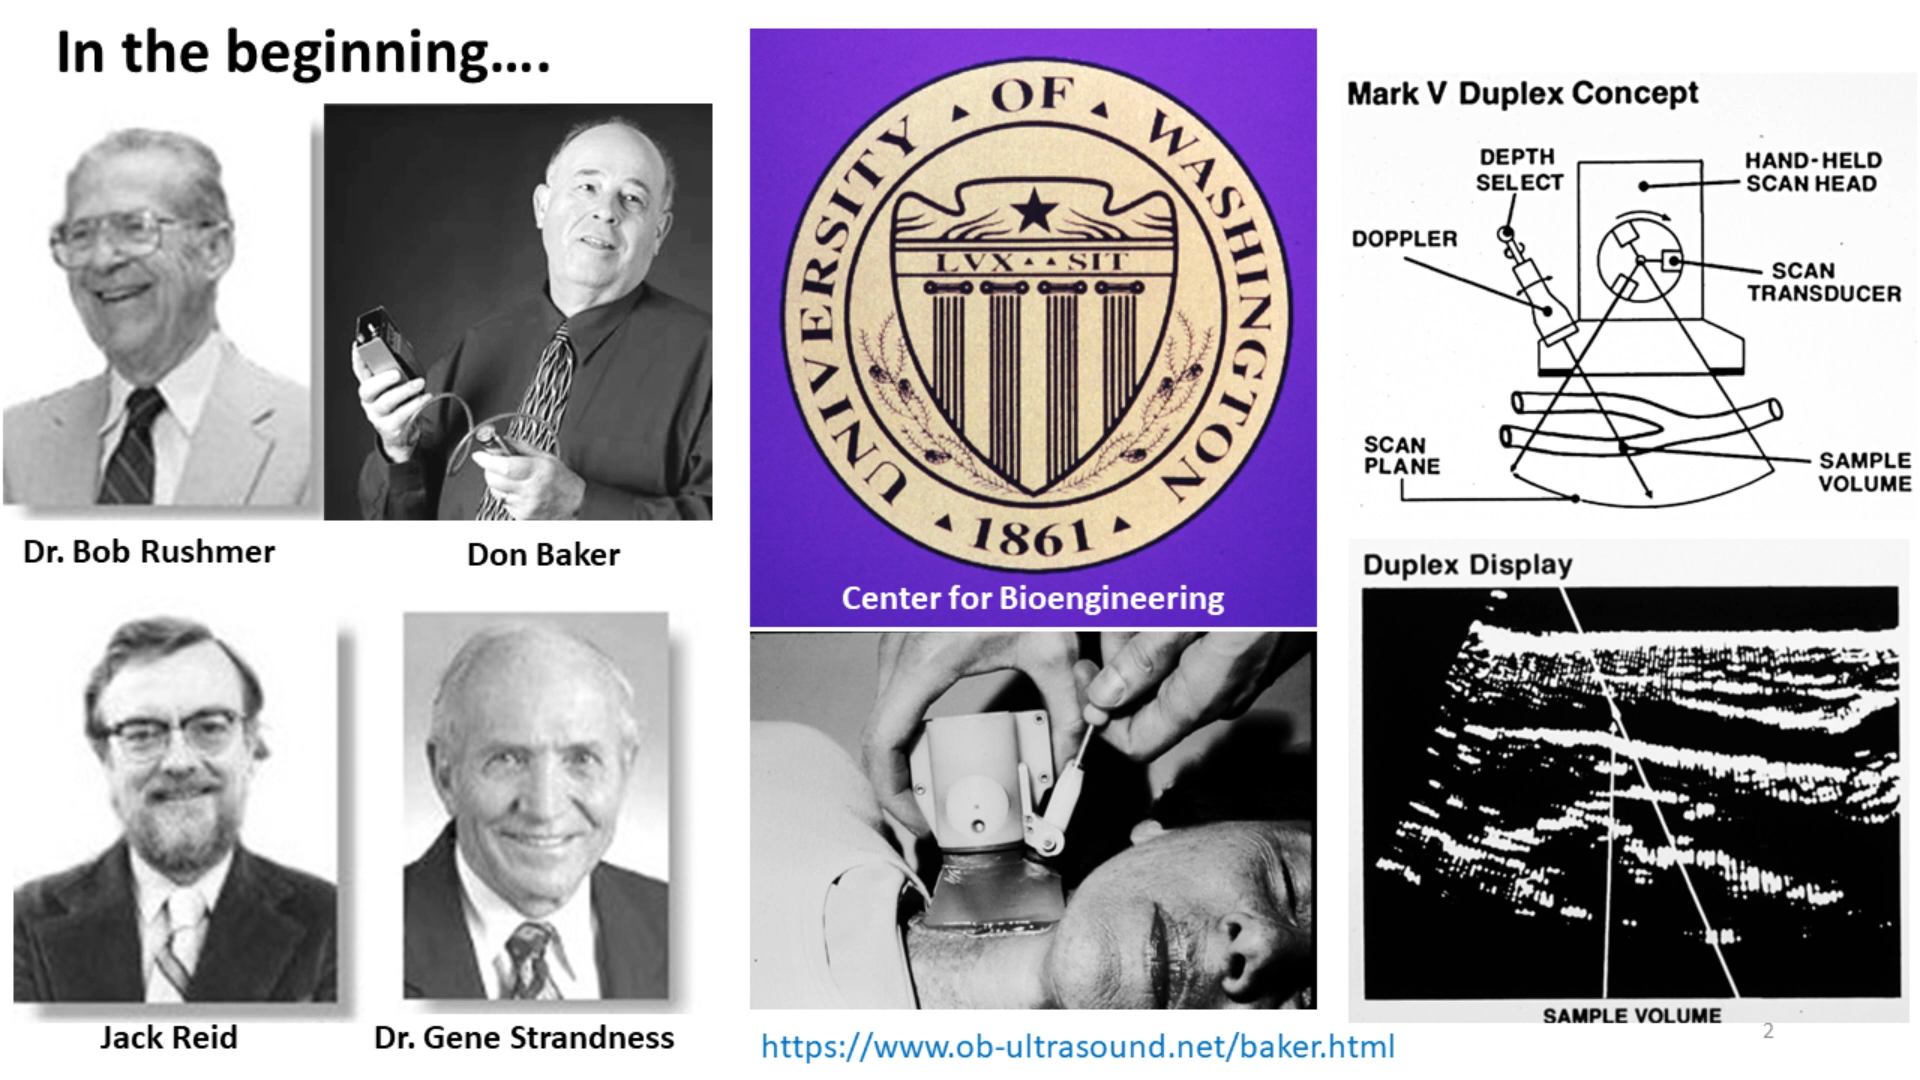 In the beginning....
Dr. Bob Rushmer
Don Baker
Jack Reid
Dr. Gene Strandness
UNIVERSITY OF WASHINGTON
LVX SIT
1861
Center for Bioengineering
https://www.ob-ultrasound.net/baker.html
Mark V Duplex Concept
DEPTH
SELECT
HAND-HELD
SCAN HEAD
DOPPLER
SCAN
TRANSDUCER
SCAN
PLANE
SAMPLE
VOLUME
Duplex Display
SAMPLE VOLUME
2